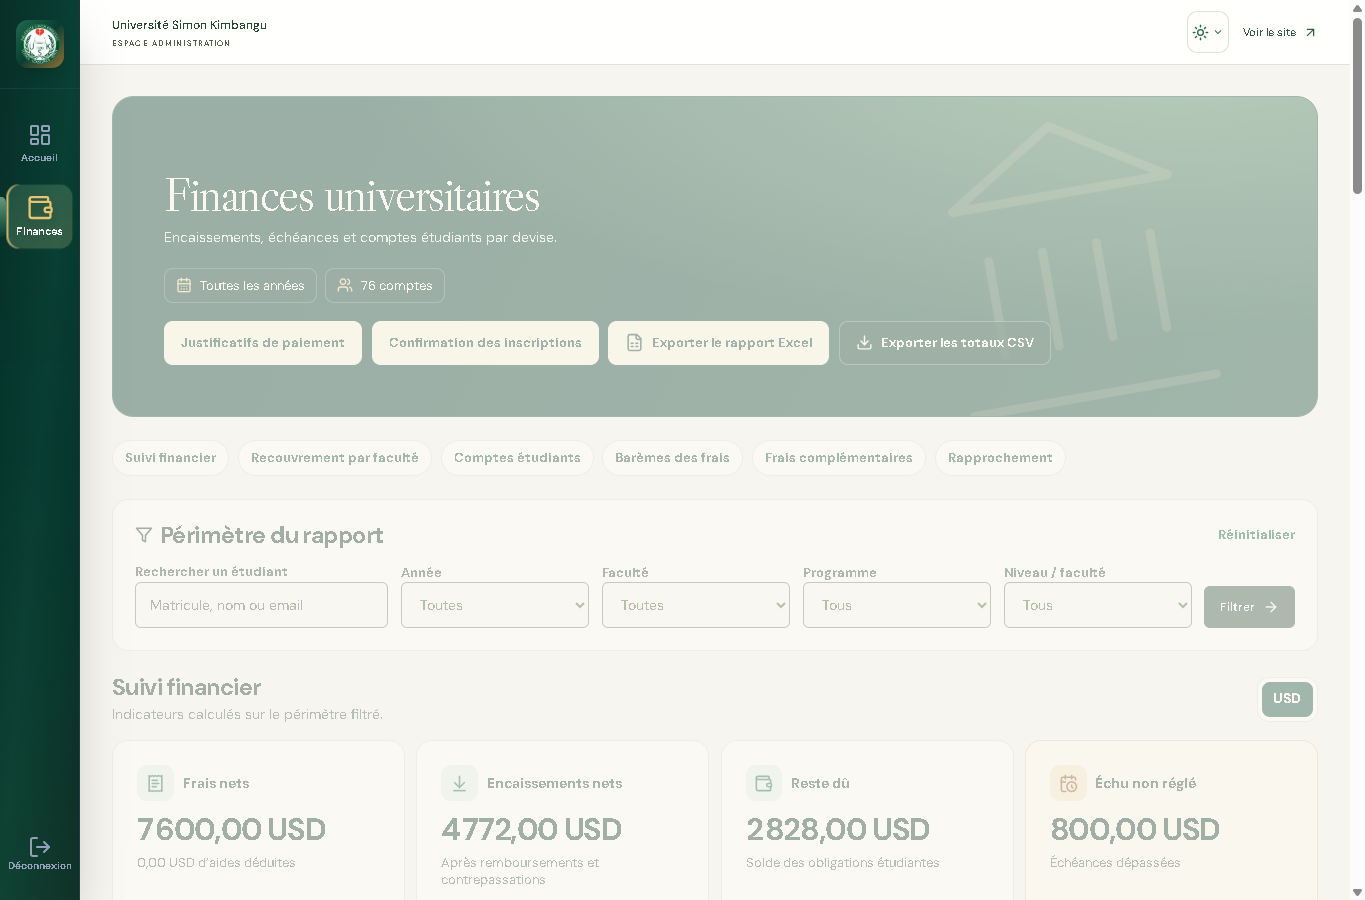 Université Simon Kimbangu
ESPACE ADMINISTRATION
Voir le site
Accueil
Finances
Déconnexion
Finances universitaires
Encaissements, échéances et comptes étudiants par devise.
Toutes les années
76 comptes
Justificatifs de paiement
Confirmation des inscriptions
Exporter le rapport Excel
Exporter les totaux CSV
Suivi financier
Recouvrement par faculté
Comptes étudiants
Barèmes des frais
Frais complémentaires
Rapprochement
Périmètre du rapport
Réinitialiser
Rechercher un étudiant
Année
Faculté
Programme
Niveau / faculté
Matricule, nom ou email
Toutes
Toutes
Tous
Tous
Filtrer
Suivi financier
Indicateurs calculés sur le périmètre filtré.
USD
Frais nets
7 600,00 USD
0,00 USD d’aides déduites
Encaissements nets
4 772,00 USD
Après remboursements et
contrepassations
Reste dû
2 828,00 USD
Solde des obligations étudiantes
Échu non réglé
800,00 USD
Échéances dépassées